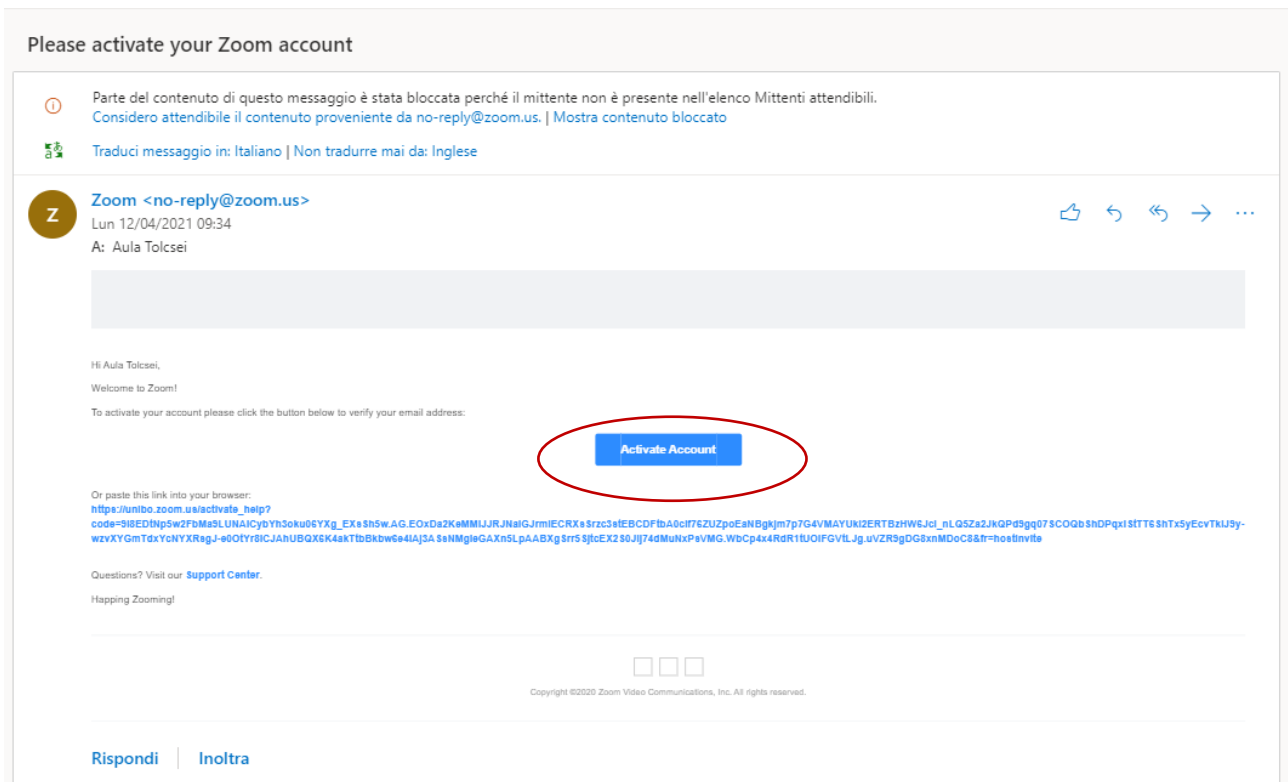 Please activate your Zoom account
Parte del contenuto di questo messaggio è stata bloccata perché il mittente non è presente nell'elenco Mittenti attendibili.
Considero attendibile il contenuto proveniente da no-reply@zoom.us. | Mostra contenuto bloccato
Traduci messaggio in: Italiano | Non tradurre mai da: Inglese
Z
Zoom <no-reply@zoom.us>
Lun 12/04/2021 09:34
A: Aula Tolcsei
Hi Aula Tolcsei,
Welcome to Zoom!
To activate your account please click the button below to verify your email address:
Activate Account
Or paste this link into your browser:
https://unibo.zoom.us/activate_help?
Questions? Visit our Support Center.
Happing Zooming!
Copyright ©2020 Zoom Video Communications, Inc. All rights reserved.
Rispondi | Inoltra